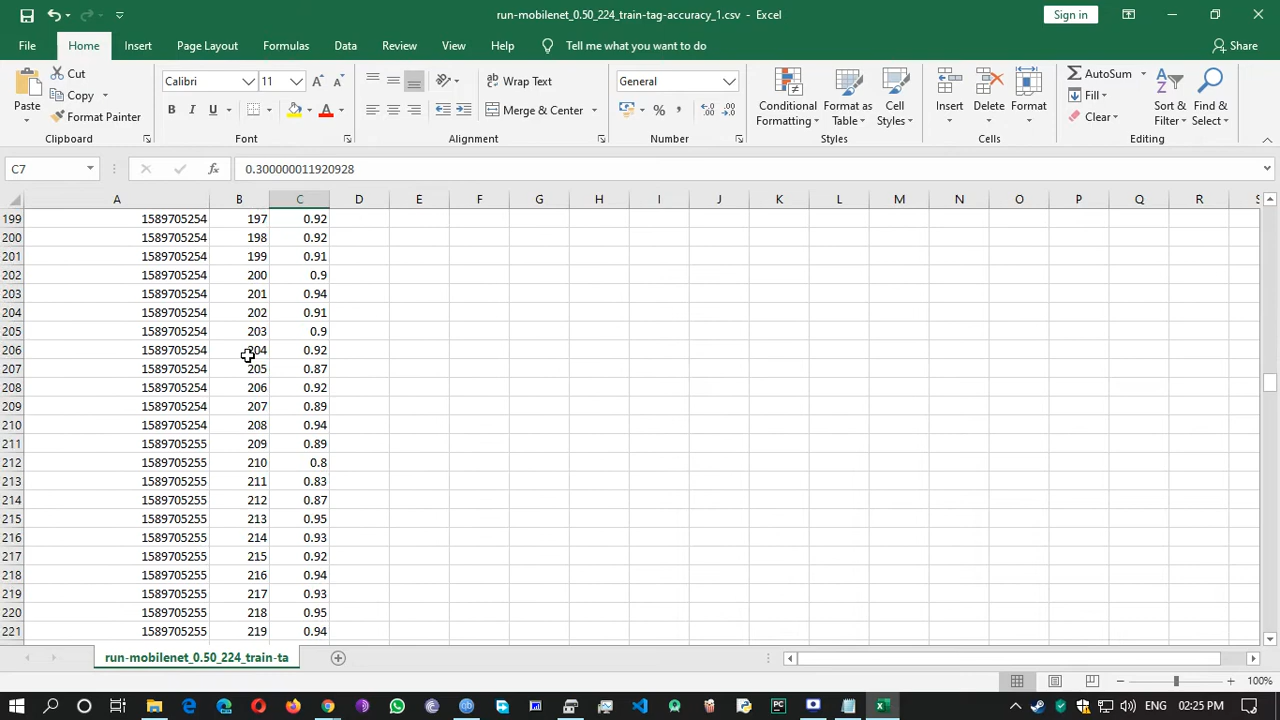 run-mobilenet_0.50_224_train-tag-accuracy_1.csv - Excel
Sign in
File Home Insert Page Layout Formulas Data Review View Help Tell me what you want to do Share
Paste
Cut
Copy
Format Painter
Clipboard
Calibri 11
B I U A
Font
Wrap Text
Merge & Center
Alignment
General
% ,
Number
Conditional Formatting
Format as Table
Cell Styles
Styles
Insert
Delete
Format
Cells
AutoSum
Fill
Clear
Sort & Filter
Find & Select
Editing
C7 fx 0.300000011920928
A B C D E F G H I J K L M N O P Q R S
199 1589705254 197 0.92
200 1589705254 198 0.92
201 1589705254 199 0.91
202 1589705254 200 0.9
203 1589705254 201 0.94
204 1589705254 202 0.91
205 1589705254 203 0.9
206 1589705254 204 0.92
207 1589705254 205 0.87
208 1589705254 206 0.92
209 1589705254 207 0.89
210 1589705254 208 0.94
211 1589705255 209 0.89
212 1589705255 210 0.8
213 1589705255 211 0.83
214 1589705255 212 0.87
215 1589705255 213 0.95
216 1589705255 214 0.93
217 1589705255 215 0.92
218 1589705255 216 0.94
219 1589705255 217 0.93
220 1589705255 218 0.95
221 1589705255 219 0.94
run-mobilenet_0.50_224_train-ta
100%
ENG 02:25 PM